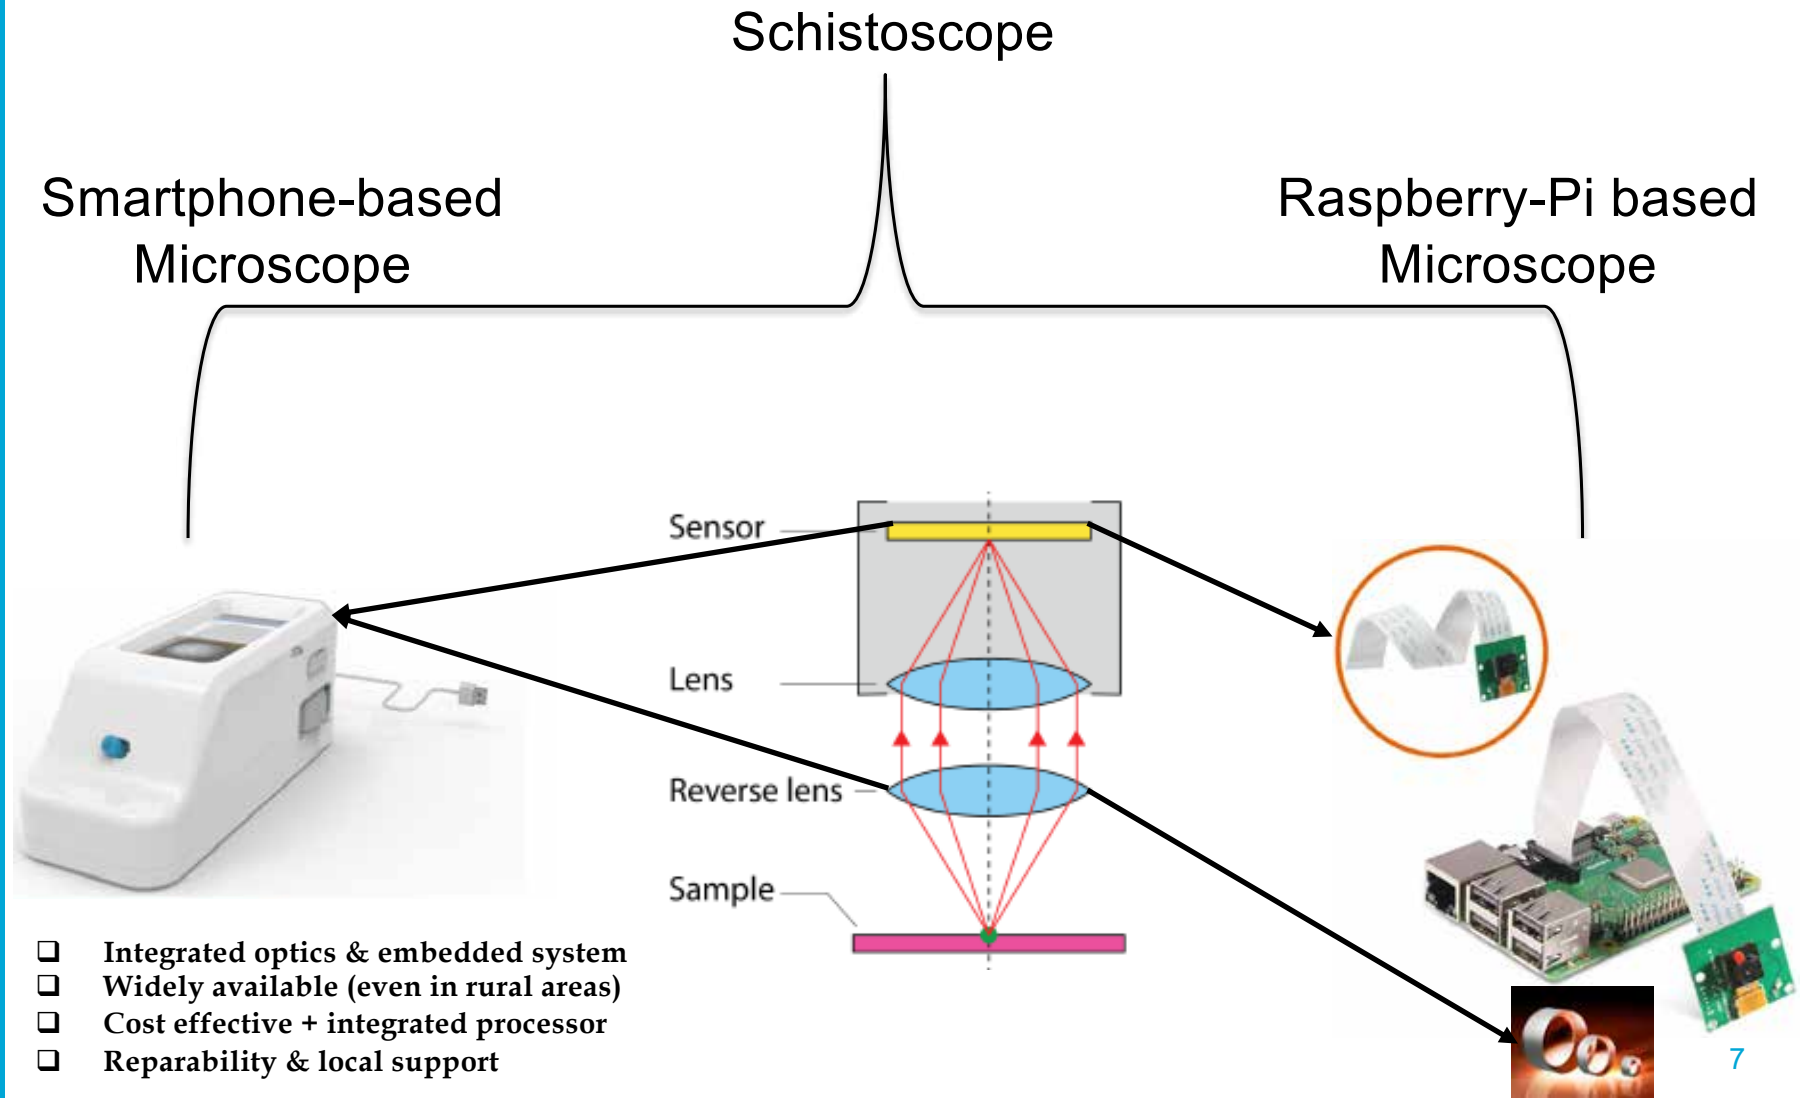 Schistoscope
Smartphone-based
Microscope
Raspberry-Pi based
Microscope
Sensor
Lens
Reverse lens
Sample
❑ Integrated optics & embedded system
❑ Widely available (even in rural areas)
❑ Cost effective + integrated processor
❑ Reparability & local support
7